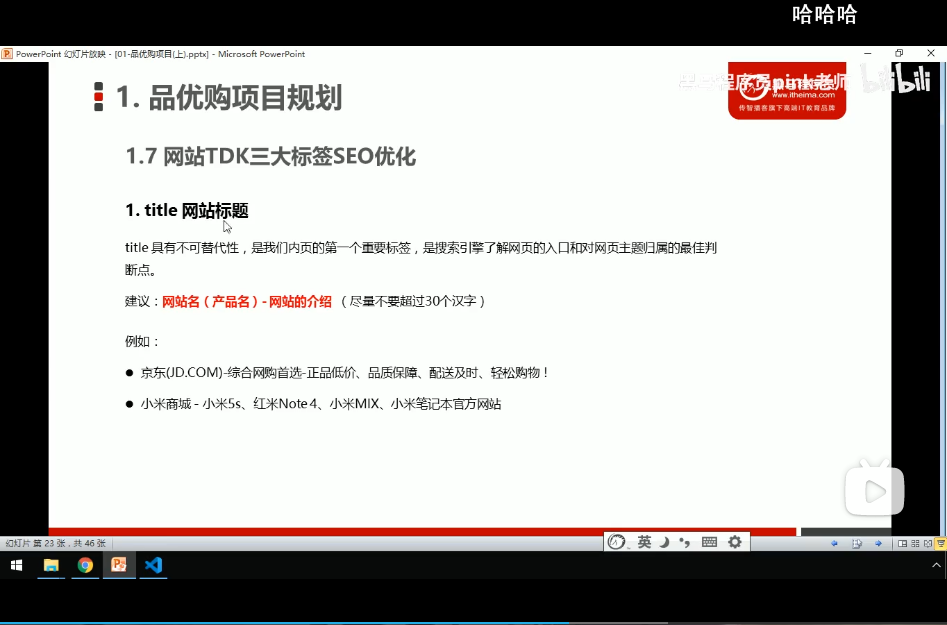 哈哈哈
PowerPoint 幻灯片放映 - [01-品优购项目(上).pptx] - Microsoft PowerPoint
1. 品优购项目规划
程序员pink老师
bilibili
www.itheima.com
传智播客旗下高端IT教育品牌
1.7 网站TDK三大标签SEO优化
1. title 网站标题
title 具有不可替代性，是我们内页的第一个重要标签，是搜索引擎了解网页的入口和对网页主题归属的最佳判
断点。
建议：网站名（产品名）- 网站的介绍 （尽量不要超过30个汉字）
例如：
● 京东(JD.COM)-综合网购首选-正品低价、品质保障、配送及时、轻松购物！
● 小米商城 - 小米5s、红米Note 4、小米MIX、小米笔记本官方网站
幻灯片 第 23 张，共 46 张
英